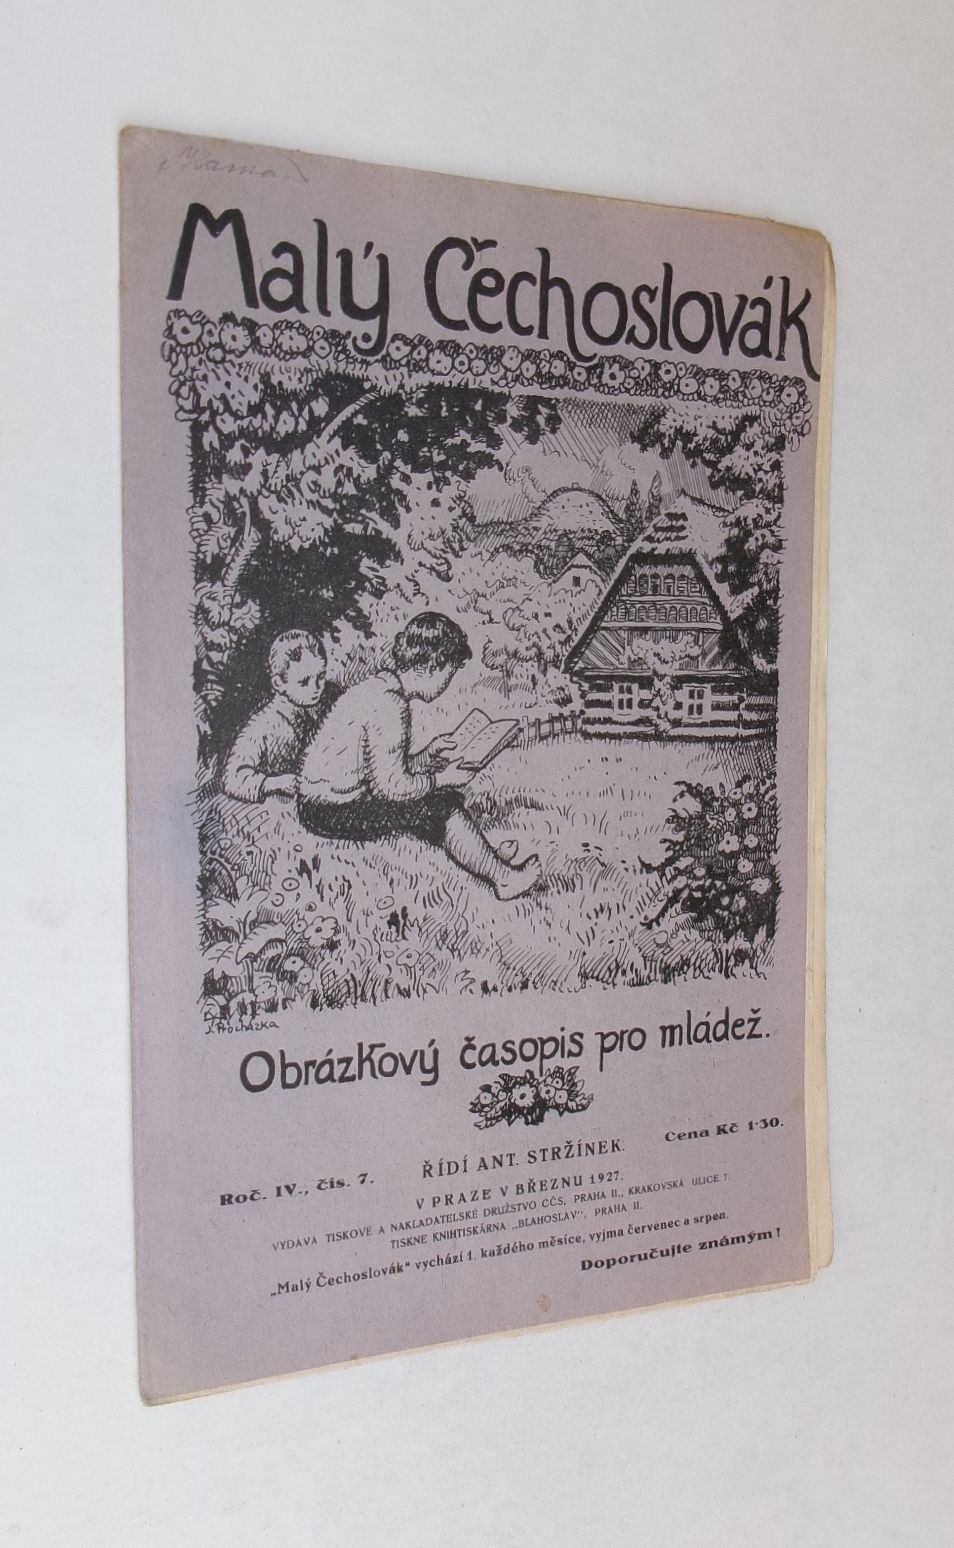 Malý Čechoslovák
J. Procházka
Obrázkový časopis pro mládež.
Roč. IV., čís. 7.
ŘÍDÍ ANT. STRŽÍNEK.
Cena Kč 1·30.
V PRAZE V BŘEZNU 1927.
VYDÁVÁ TISKOVÉ A NAKLADATELSKÉ DRUŽSTVO ČČS, PRAHA II., KRAKOVSKÁ ULICE 7.
TISKNE KNIHTISKÁRNA „BLAHOSLAV", PRAHA II.
„Malý Čechoslovák" vychází 1. každého měsíce, vyjma červenec a srpen.
Doporučujte známým!